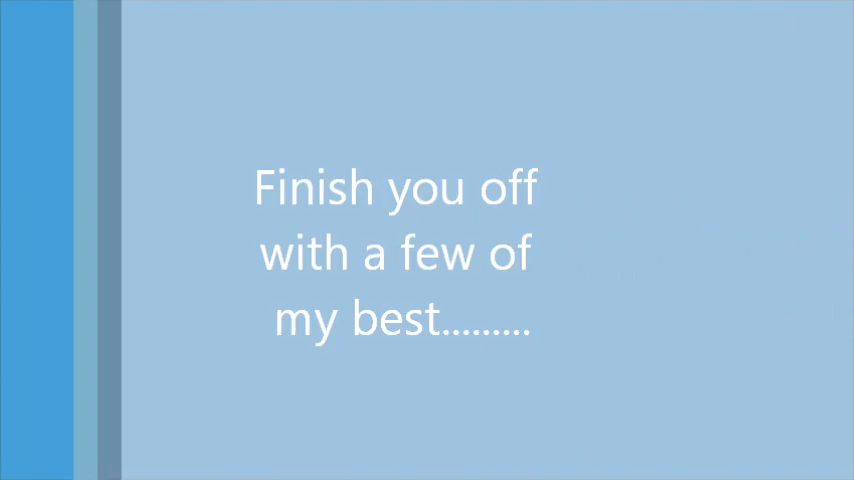 Finish you off
with a few of
my best.........